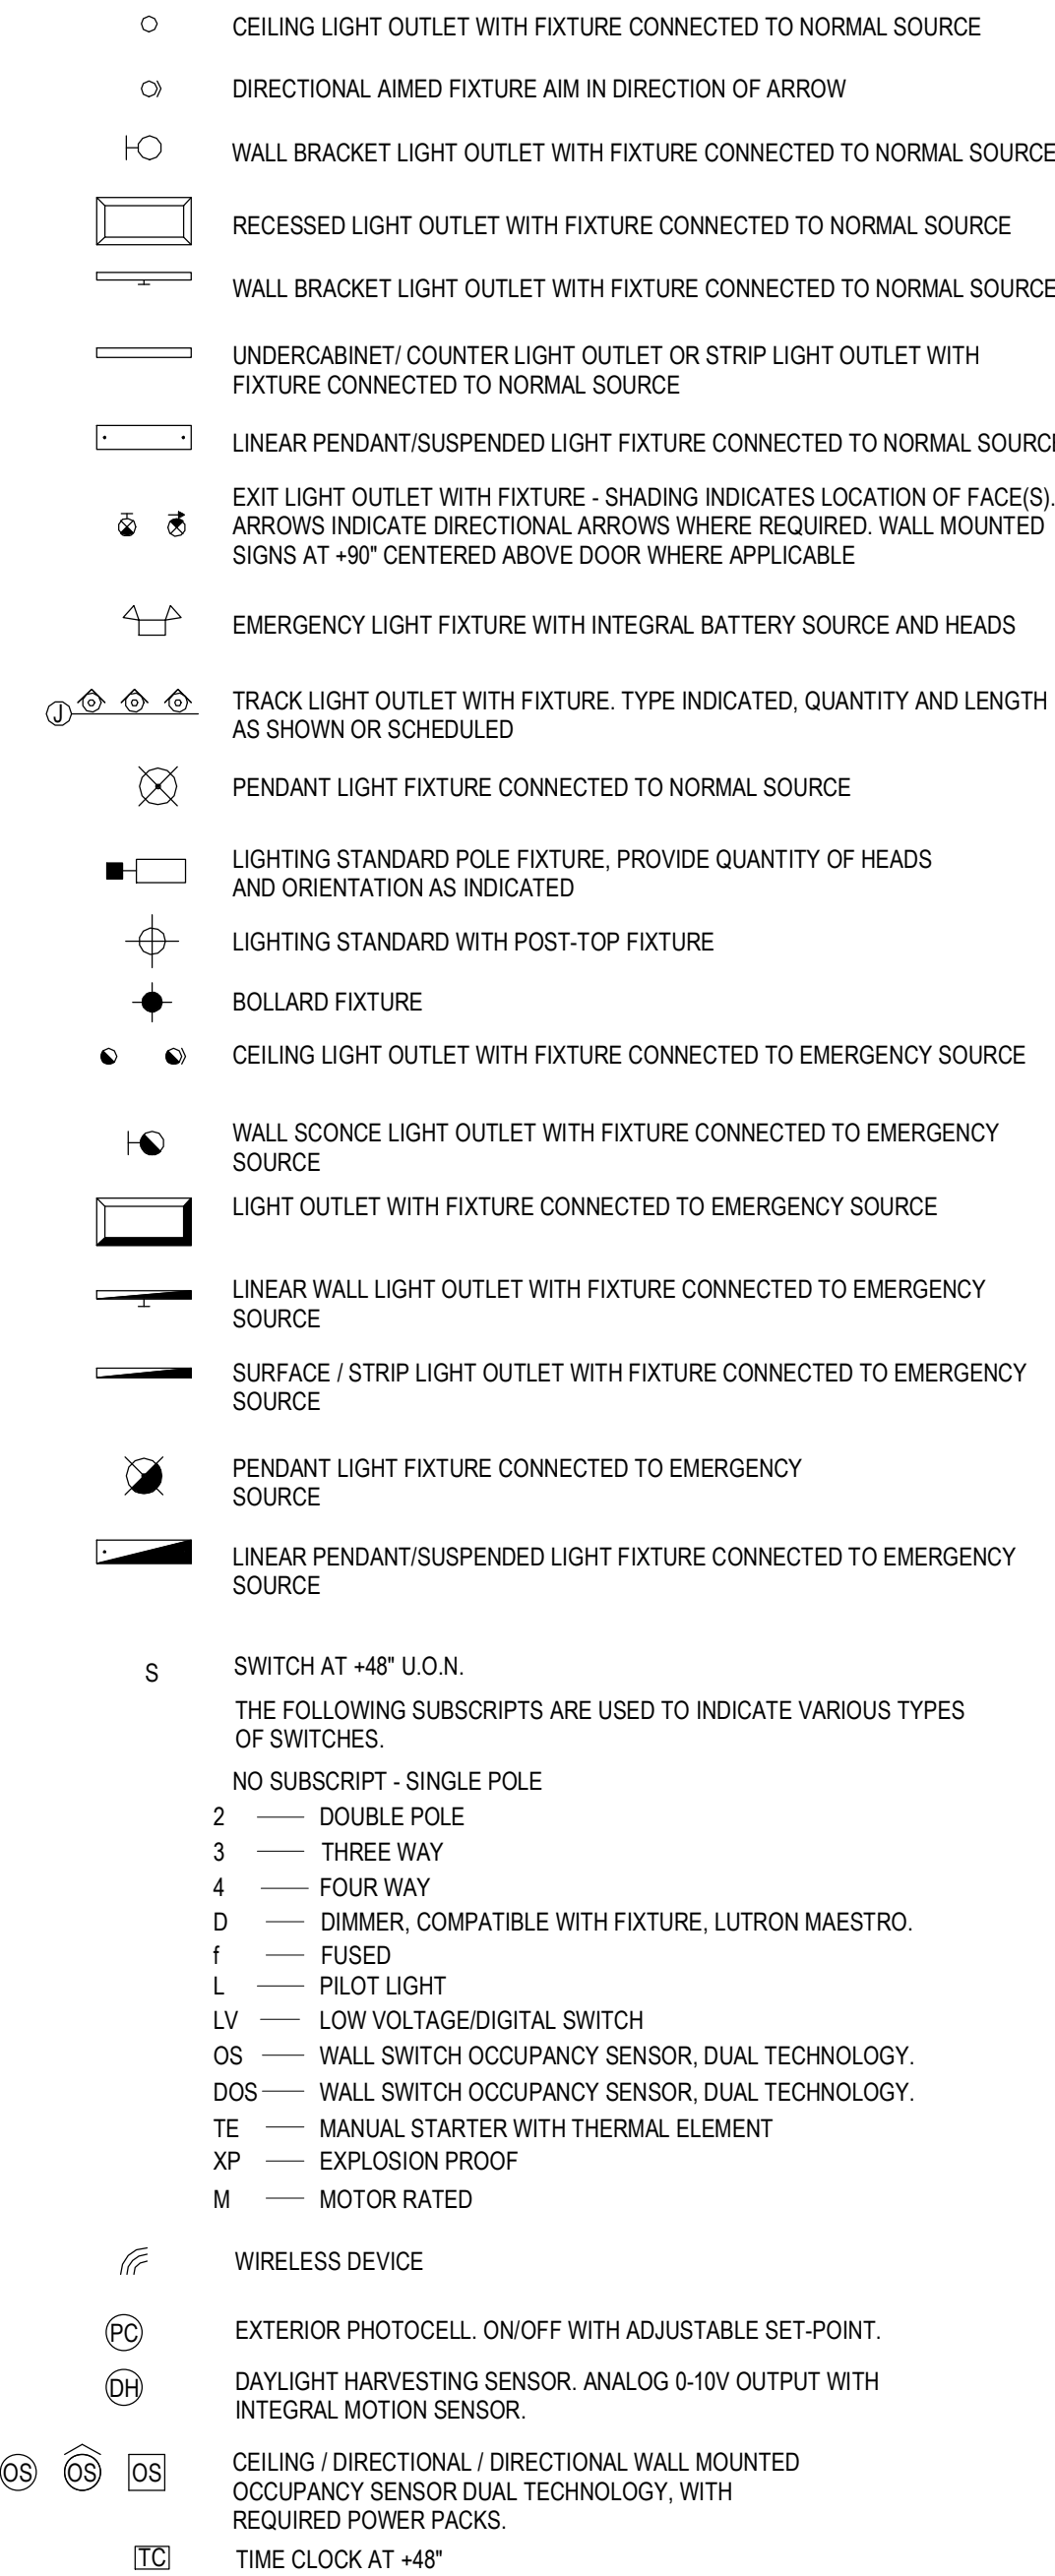 CEILING LIGHT OUTLET WITH FIXTURE CONNECTED TO NORMAL SOURCE
DIRECTIONAL AIMED FIXTURE AIM IN DIRECTION OF ARROW
WALL BRACKET LIGHT OUTLET WITH FIXTURE CONNECTED TO NORMAL SOURCE
RECESSED LIGHT OUTLET WITH FIXTURE CONNECTED TO NORMAL SOURCE
WALL BRACKET LIGHT OUTLET WITH FIXTURE CONNECTED TO NORMAL SOURCE
UNDERCABINET/ COUNTER LIGHT OUTLET OR STRIP LIGHT OUTLET WITH
FIXTURE CONNECTED TO NORMAL SOURCE
LINEAR PENDANT/SUSPENDED LIGHT FIXTURE CONNECTED TO NORMAL SOURCE
EXIT LIGHT OUTLET WITH FIXTURE - SHADING INDICATES LOCATION OF FACE(S).
ARROWS INDICATE DIRECTIONAL ARROWS WHERE REQUIRED. WALL MOUNTED
SIGNS AT +90" CENTERED ABOVE DOOR WHERE APPLICABLE
EMERGENCY LIGHT FIXTURE WITH INTEGRAL BATTERY SOURCE AND HEADS
J TRACK LIGHT OUTLET WITH FIXTURE. TYPE INDICATED, QUANTITY AND LENGTH
AS SHOWN OR SCHEDULED
PENDANT LIGHT FIXTURE CONNECTED TO NORMAL SOURCE
LIGHTING STANDARD POLE FIXTURE, PROVIDE QUANTITY OF HEADS
AND ORIENTATION AS INDICATED
LIGHTING STANDARD WITH POST-TOP FIXTURE
BOLLARD FIXTURE
CEILING LIGHT OUTLET WITH FIXTURE CONNECTED TO EMERGENCY SOURCE
WALL SCONCE LIGHT OUTLET WITH FIXTURE CONNECTED TO EMERGENCY
SOURCE
LIGHT OUTLET WITH FIXTURE CONNECTED TO EMERGENCY SOURCE
LINEAR WALL LIGHT OUTLET WITH FIXTURE CONNECTED TO EMERGENCY
SOURCE
SURFACE / STRIP LIGHT OUTLET WITH FIXTURE CONNECTED TO EMERGENCY
SOURCE
PENDANT LIGHT FIXTURE CONNECTED TO EMERGENCY
SOURCE
LINEAR PENDANT/SUSPENDED LIGHT FIXTURE CONNECTED TO EMERGENCY
SOURCE
S SWITCH AT +48" U.O.N.
THE FOLLOWING SUBSCRIPTS ARE USED TO INDICATE VARIOUS TYPES
OF SWITCHES.
NO SUBSCRIPT - SINGLE POLE
2 DOUBLE POLE
3 THREE WAY
4 FOUR WAY
D DIMMER, COMPATIBLE WITH FIXTURE, LUTRON MAESTRO.
f FUSED
L PILOT LIGHT
LV LOW VOLTAGE/DIGITAL SWITCH
OS WALL SWITCH OCCUPANCY SENSOR, DUAL TECHNOLOGY.
DOS WALL SWITCH OCCUPANCY SENSOR, DUAL TECHNOLOGY.
TE MANUAL STARTER WITH THERMAL ELEMENT
XP EXPLOSION PROOF
M MOTOR RATED
WIRELESS DEVICE
PC EXTERIOR PHOTOCELL. ON/OFF WITH ADJUSTABLE SET-POINT.
DH DAYLIGHT HARVESTING SENSOR. ANALOG 0-10V OUTPUT WITH
INTEGRAL MOTION SENSOR.
OS OS OS CEILING / DIRECTIONAL / DIRECTIONAL WALL MOUNTED
OCCUPANCY SENSOR DUAL TECHNOLOGY, WITH
REQUIRED POWER PACKS.
TC TIME CLOCK AT +48"